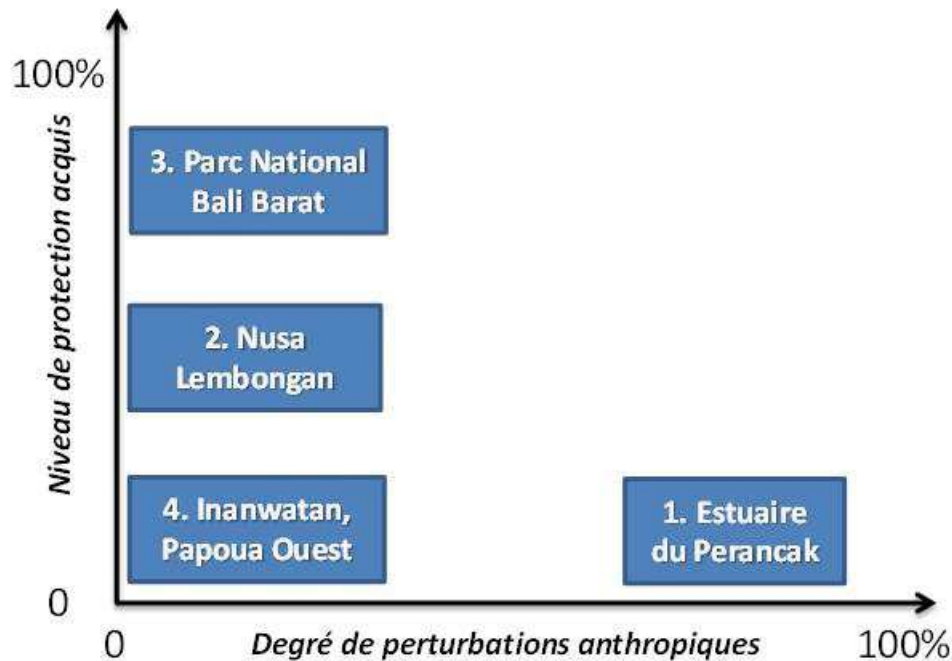 100%
Niveau de protection acquis
3. Parc National
Bali Barat
2. Nusa
Lembongan
4. Inanwatan,
Papoua Ouest
1. Estuaire
du Perancak
0
0
Degré de perturbations anthropiques
100%